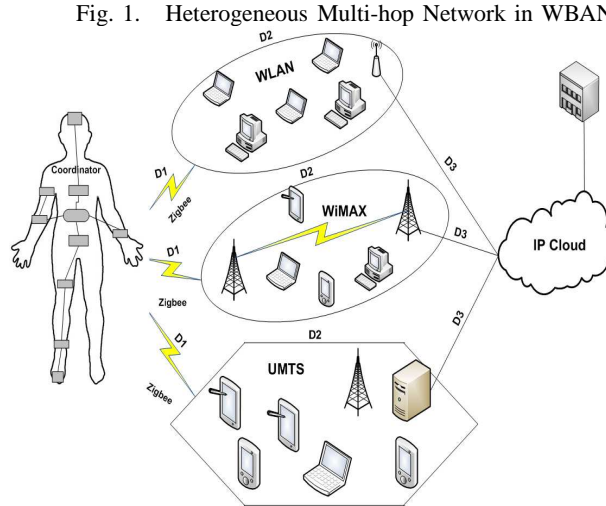 Fig. 1. Heterogeneous Multi-hop Network in WBAN
D2
WLAN
Coordinator
D1
Zigbee
D3
D2
WiMAX
D1
D3
IP Cloud
Zigbee
D1
D2
D3
UMTS
Zigbee